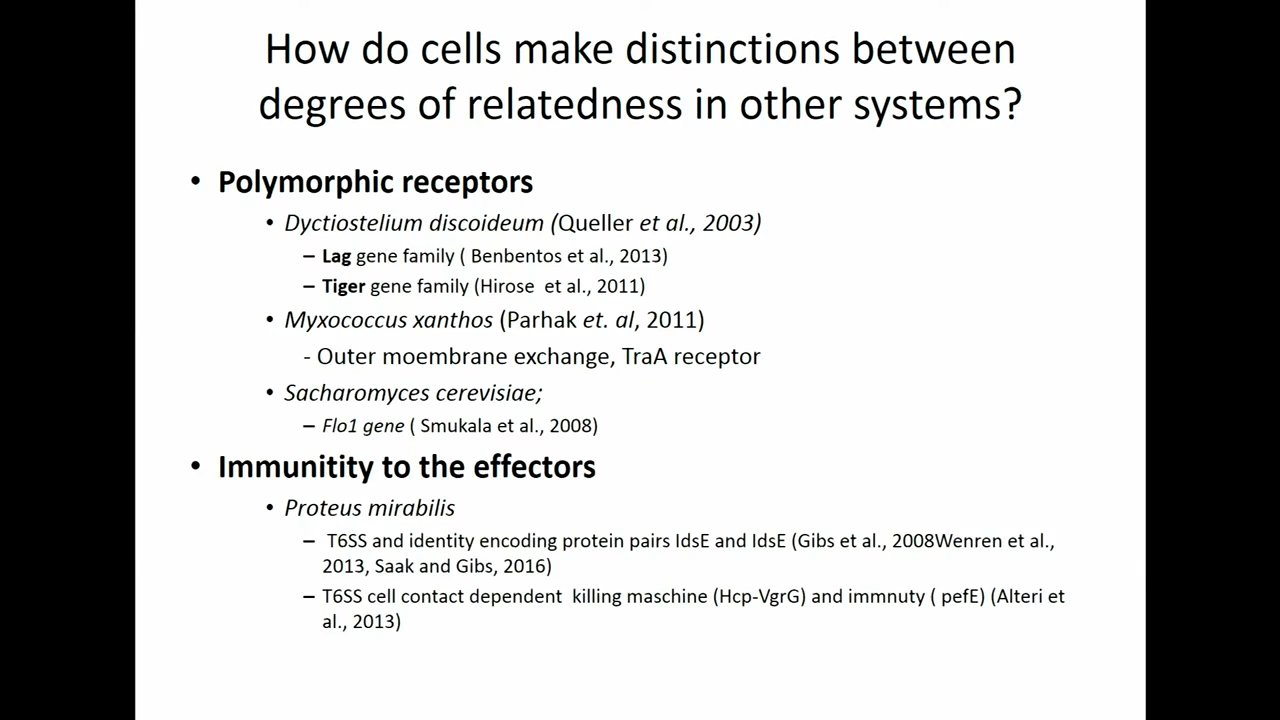 How do cells make distinctions between
degrees of relatedness in other systems?
• Polymorphic receptors
• Dyctiostelium discoideum (Queller et al., 2003)
– Lag gene family ( Benbentos et al., 2013)
– Tiger gene family (Hirose et al., 2011)
• Myxococcus xanthos (Parhak et. al, 2011)
- Outer moembrane exchange, TraA receptor
• Sacharomyces cerevisiae;
– Flo1 gene ( Smukala et al., 2008)
• Immunitity to the effectors
• Proteus mirabilis
– T6SS and identity encoding protein pairs IdsE and IdsE (Gibs et al., 2008Wenren et al.,
2013, Saak and Gibs, 2016)
– T6SS cell contact dependent killing maschine (Hcp-VgrG) and immnuty ( pefE) (Alteri et
al., 2013)